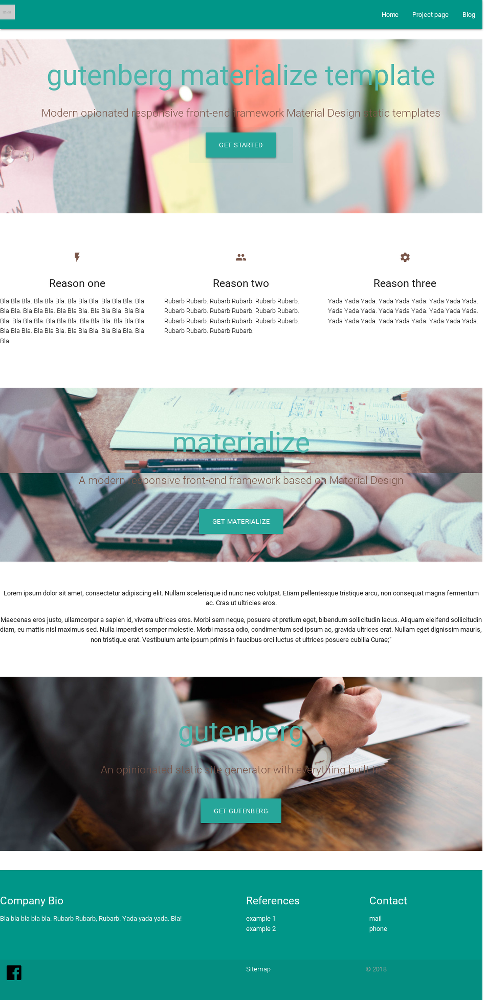 Home Project page Blog
gutenberg materialize template
Modern opionated responsive front-end framework Material Design static templates
GET STARTED
Reason one
Bla Bla Bla. Bla Bla Bla. Bla Bla Bla. Bla Bla Bla. Bla
Bla Bla. Bla Bla Bla. Bla Bla Bla. Bla Bla Bla. Bla Bla
Bla. Bla Bla Bla. Bla Bla Bla. Bla Bla Bla. Bla Bla Bla.
Bla Bla Bla. Bla Bla Bla. Bla Bla Bla. Bla Bla Bla. Bla
Bla.
Reason two
Rubarb Rubarb. Rubarb Rubarb. Rubarb Rubarb.
Rubarb Rubarb. Rubarb Rubarb. Rubarb Rubarb.
Rubarb Rubarb. Rubarb Rubarb. Rubarb Rubarb.
Rubarb Rubarb. Rubarb Rubarb.
Reason three
Yada Yada Yada. Yada Yada Yada. Yada Yada Yada.
Yada Yada Yada. Yada Yada Yada. Yada Yada Yada.
Yada Yada Yada. Yada Yada Yada. Yada Yada Yada.
materialize
A modern responsive front-end framework based on Material Design
GET MATERIALIZE
Lorem ipsum dolor sit amet, consectetur adipiscing elit. Nullam scelerisque id nunc nec volutpat. Etiam pellentesque tristique arcu, non consequat magna fermentum
ac. Cras ut ultricies eros.
Maecenas eros justo, ullamcorper a sapien id, viverra ultrices eros. Morbi sem neque, posuere et pretium eget, bibendum sollicitudin lacus. Aliquam eleifend sollicitudin
diam, eu mattis nisl maximus sed. Nulla imperdiet semper molestie. Morbi massa odio, condimentum sed ipsum ac, gravida ultrices erat. Nullam eget dignissim mauris,
non tristique erat. Vestibulum ante ipsum primis in faucibus orci luctus et ultrices posuere cubilia Curae;"
gutenberg
An opinionated static site generator with everything built-in
GET GUTENBERG
Company Bio
Bla bla bla bla bla. Rubarb Rubarb, Rubarb. Yada yada yada. Bla!
References
example 1
example 2
Contact
mail
phone
Sitemap
© 2018